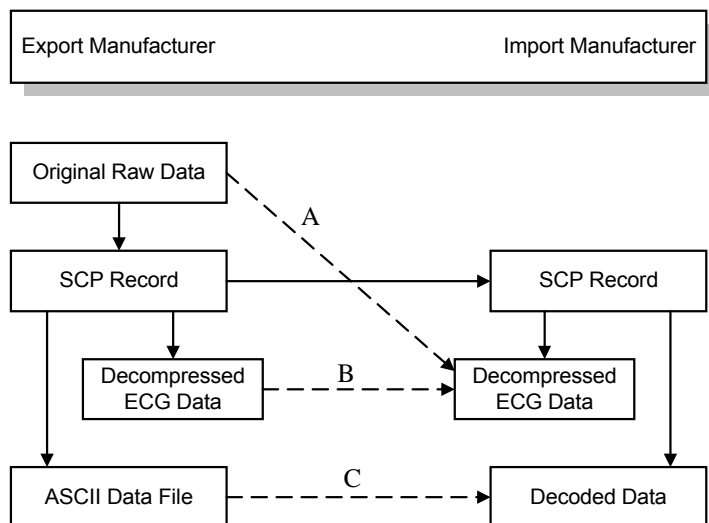 Export Manufacturer Import Manufacturer
Original Raw Data
A
SCP Record SCP Record
Decompressed
ECG Data
B
Decompressed
ECG Data
ASCII Data File C Decoded Data